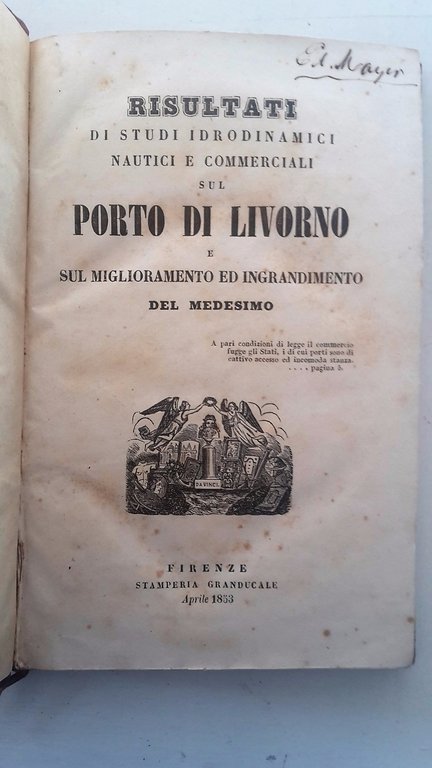 Ed. Mayer
RISULTATI
DI STUDI IDRODINAMICI
NAUTICI E COMMERCIALI
SUL
PORTO DI LIVORNO
E
SUL MIGLIORAMENTO ED INGRANDIMENTO
DEL MEDESIMO
A pari condizioni di legge il commercio
fugge gli Stati, i di cui porti sono di
cattivo accesso ed incomoda stanza.
.... pagina 5.
DA VINCI.
FIRENZE
STAMPERIA GRANDUCALE
Aprile 1853